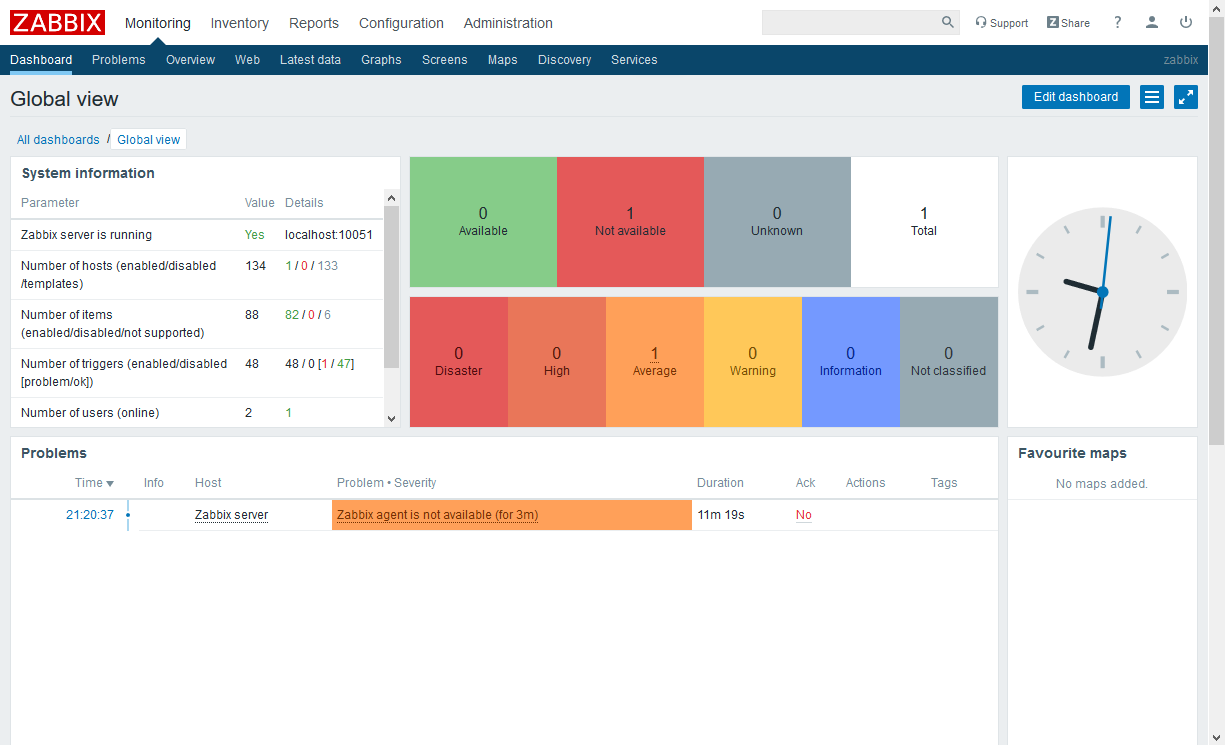 ZABBIX Monitoring Inventory Reports Configuration Administration Support Z Share ?
Dashboard Problems Overview Web Latest data Graphs Screens Maps Discovery Services zabbix
Global view Edit dashboard
All dashboards / Global view
System information
Parameter Value Details
Zabbix server is running Yes localhost:10051
Number of hosts (enabled/disabled 134 1 / 0 / 133
/templates)
Number of items 88 82 / 0 / 6
(enabled/disabled/not supported)
Number of triggers (enabled/disabled 48 48 / 0 [1 / 47]
[problem/ok])
Number of users (online) 2 1
0 1 0 1
Available Not available Unknown Total
0 0 1 0 0 0
Disaster High Average Warning Information Not classified
Problems
Time Info Host Problem • Severity Duration Ack Actions Tags
21:20:37 Zabbix server Zabbix agent is not available (for 3m) 11m 19s No
Favourite maps
No maps added.